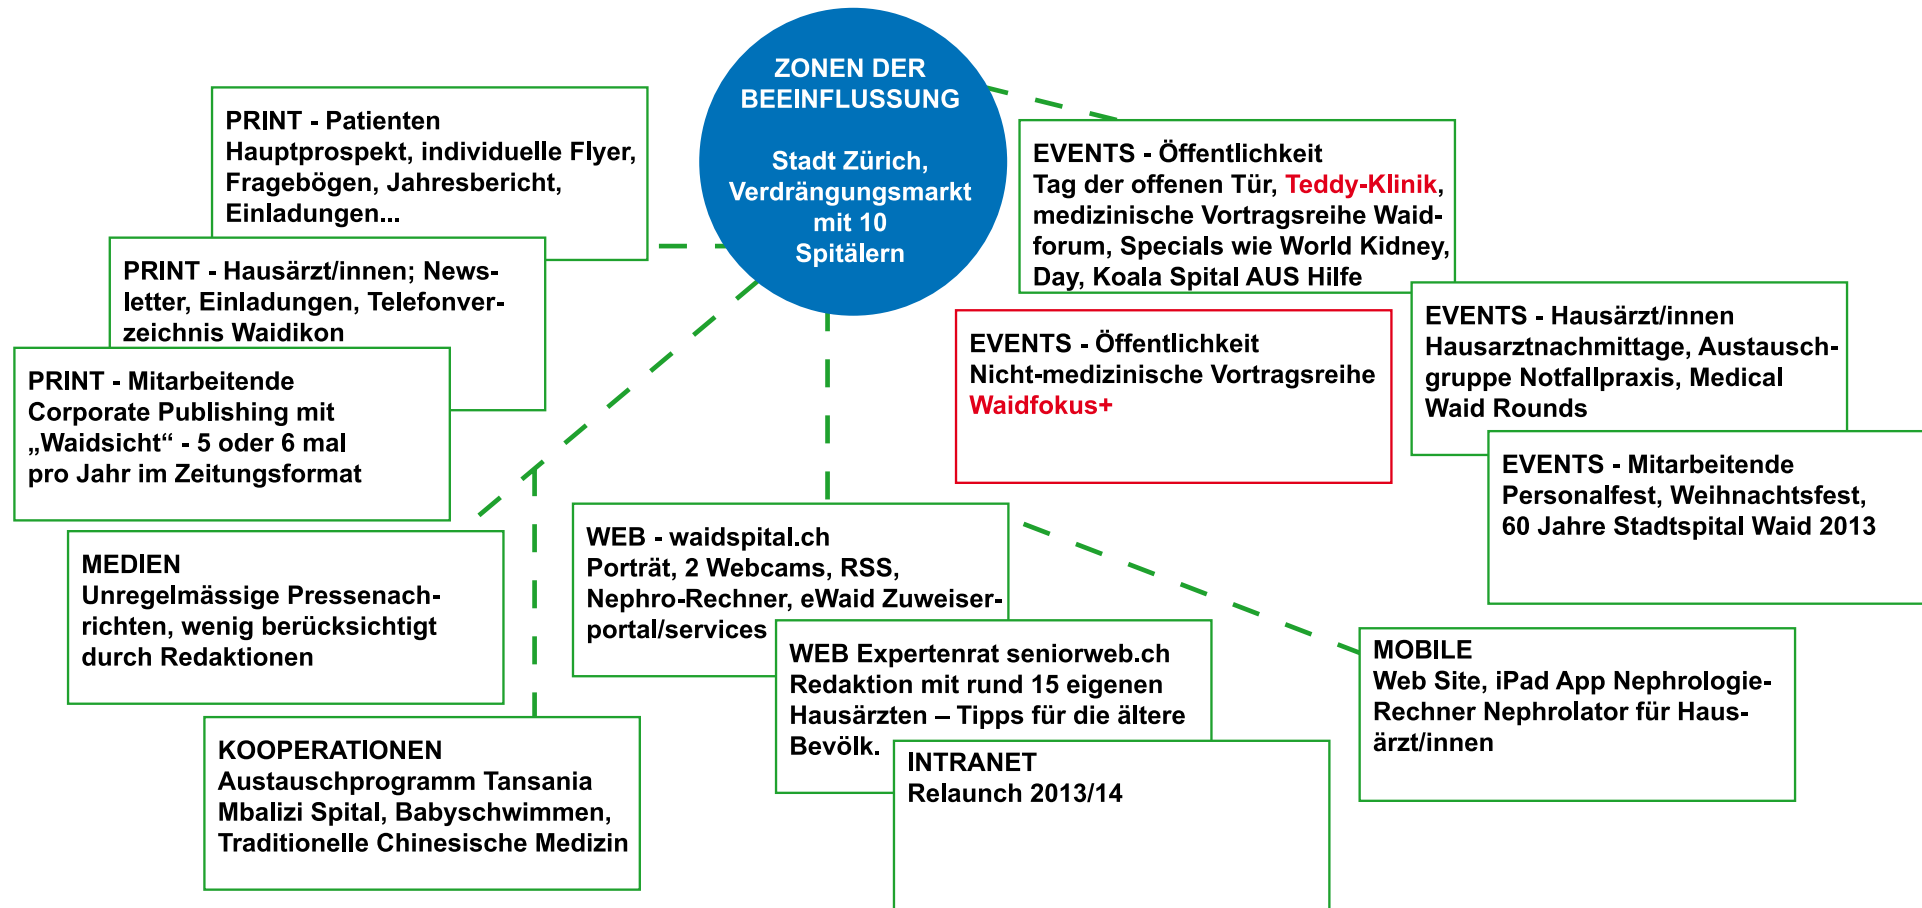 ZONEN DER
BEEINFLUSSUNG
Stadt Zürich,
Verdrängungsmarkt
mit 10
Spitälern
PRINT - Patienten
Hauptprospekt, individuelle Flyer,
Fragebögen, Jahresbericht,
Einladungen...
PRINT - Hausärzt/innen; News-
letter, Einladungen, Telefonver-
zeichnis Waidikon
PRINT - Mitarbeitende
Corporate Publishing mit
„Waidsicht“ - 5 oder 6 mal
pro Jahr im Zeitungsformat
MEDIEN
Unregelmässige Pressenach-
richten, wenig berücksichtigt
durch Redaktionen
KOOPERATIONEN
Austauschprogramm Tansania
Mbalizi Spital, Babyschwimmen,
Traditionelle Chinesische Medizin
WEB - waidspital.ch
Porträt, 2 Webcams, RSS,
Nephro-Rechner, eWaid Zuweiser-
portal/services
WEB Expertenrat seniorweb.ch
Redaktion mit rund 15 eigenen
Hausärzten – Tipps für die ältere
Bevölk.
INTRANET
Relaunch 2013/14
EVENTS - Öffentlichkeit
Tag der offenen Tür, Teddy-Klinik,
medizinische Vortragsreihe Waid-
forum, Specials wie World Kidney,
Day, Koala Spital AUS Hilfe
EVENTS - Öffentlichkeit
Nicht-medizinische Vortragsreihe
Waidfokus+
EVENTS - Hausärzt/innen
Hausarztnachmittage, Austausch-
gruppe Notfallpraxis, Medical
Waid Rounds
EVENTS - Mitarbeitende
Personalfest, Weihnachtsfest,
60 Jahre Stadtspital Waid 2013
MOBILE
Web Site, iPad App Nephrologie-
Rechner Nephrolator für Haus-
ärzt/innen